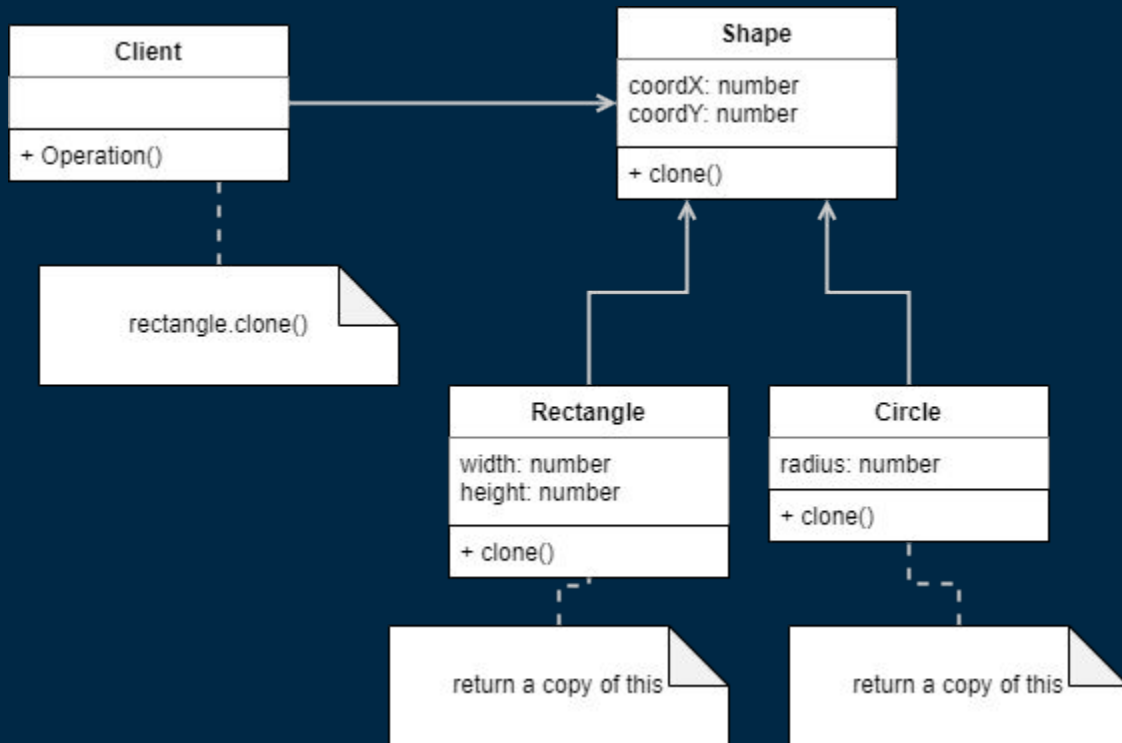 Client
+ Operation()
rectangle.clone()
Shape
coordX: number
coordY: number
+ clone()
Rectangle
width: number
height: number
+ clone()
return a copy of this
Circle
radius: number
+ clone()
return a copy of this